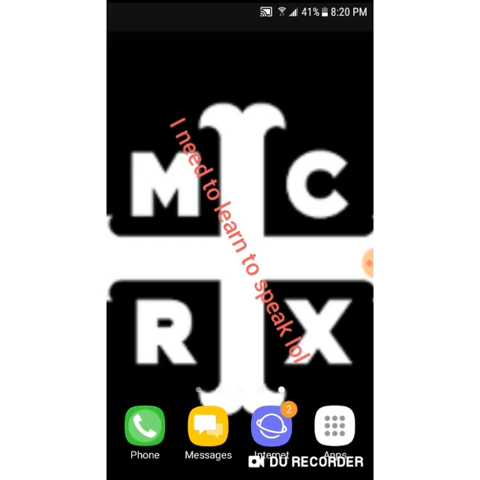 41% 8:20 PM
I need to learn to speak lol
M C
R X
Phone Messages Internet Apps
2
DU RECORDER